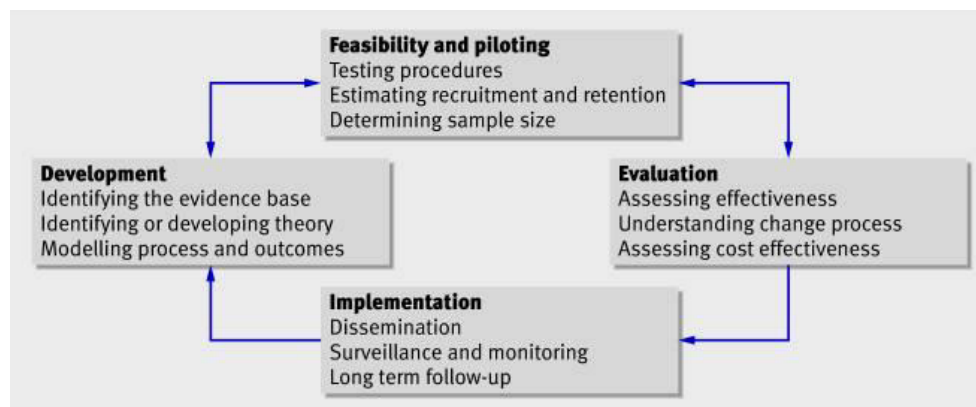 Feasibility and piloting
Testing procedures
Estimating recruitment and retention
Determining sample size
Development
Identifying the evidence base
Identifying or developing theory
Modelling process and outcomes
Evaluation
Assessing effectiveness
Understanding change process
Assessing cost effectiveness
Implementation
Dissemination
Surveillance and monitoring
Long term follow-up